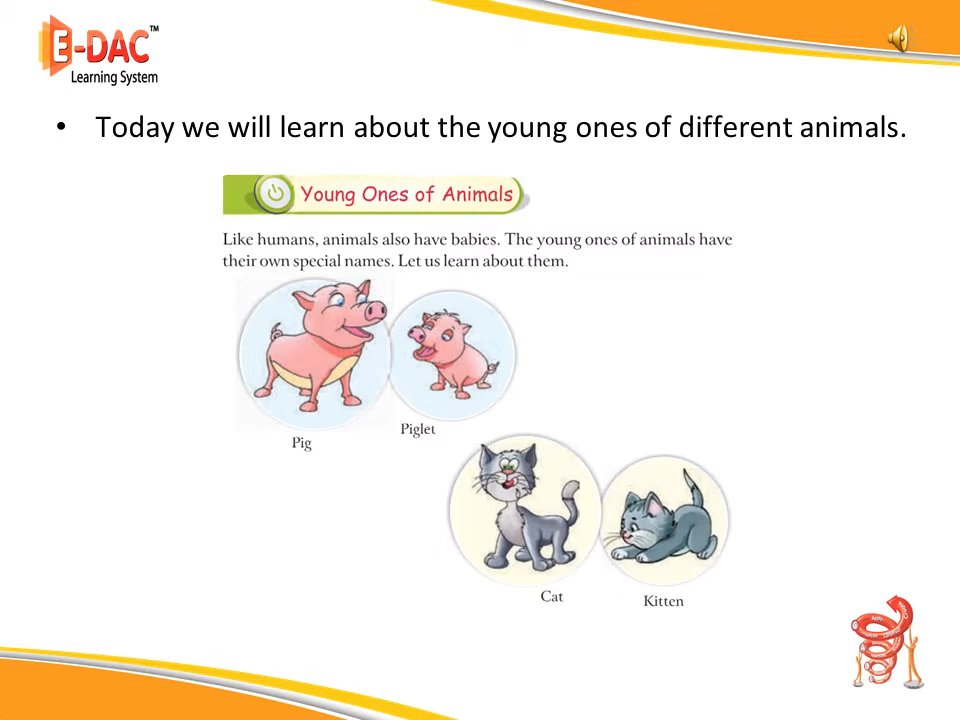 E-DAC™
Learning System
• Today we will learn about the young ones of different animals.
Young Ones of Animals
Like humans, animals also have babies. The young ones of animals have
their own special names. Let us learn about them.
Pig
Piglet
Cat
Kitten
Apply